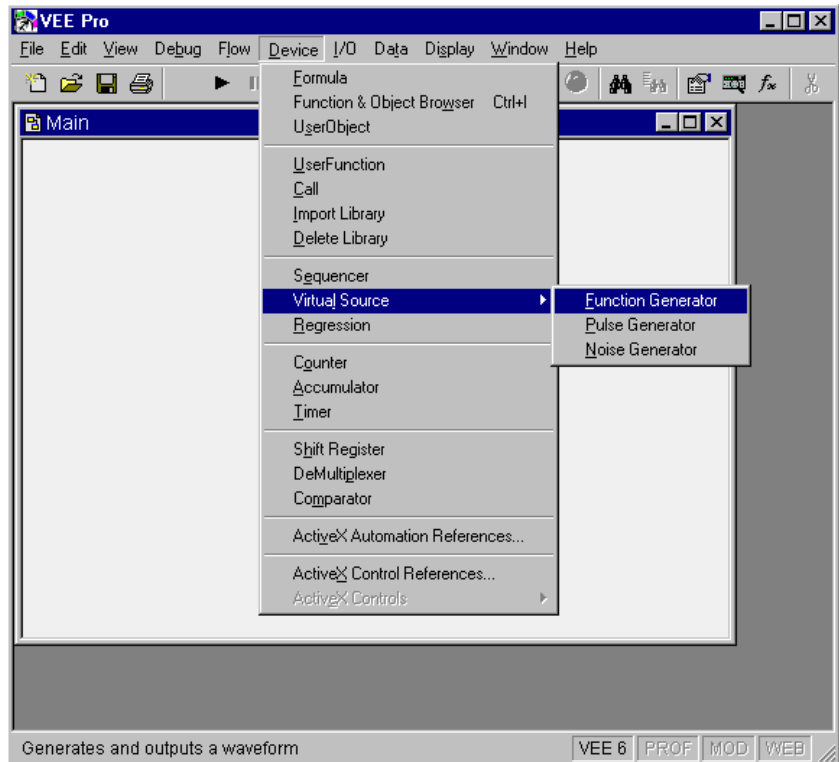 VEE Pro
File Edit View Debug Flow Device I/O Data Display Window Help
Main
Formula
Function & Object Browser Ctrl+I
UserObject
UserFunction
Call
Import Library
Delete Library
Sequencer
Virtual Source
Regression
Counter
Accumulator
Timer
Shift Register
DeMultiplexer
Comparator
ActiveX Automation References...
ActiveX Control References...
ActiveX Controls
Function Generator
Pulse Generator
Noise Generator
Generates and outputs a waveform
VEE 6 PROF MOD WEB